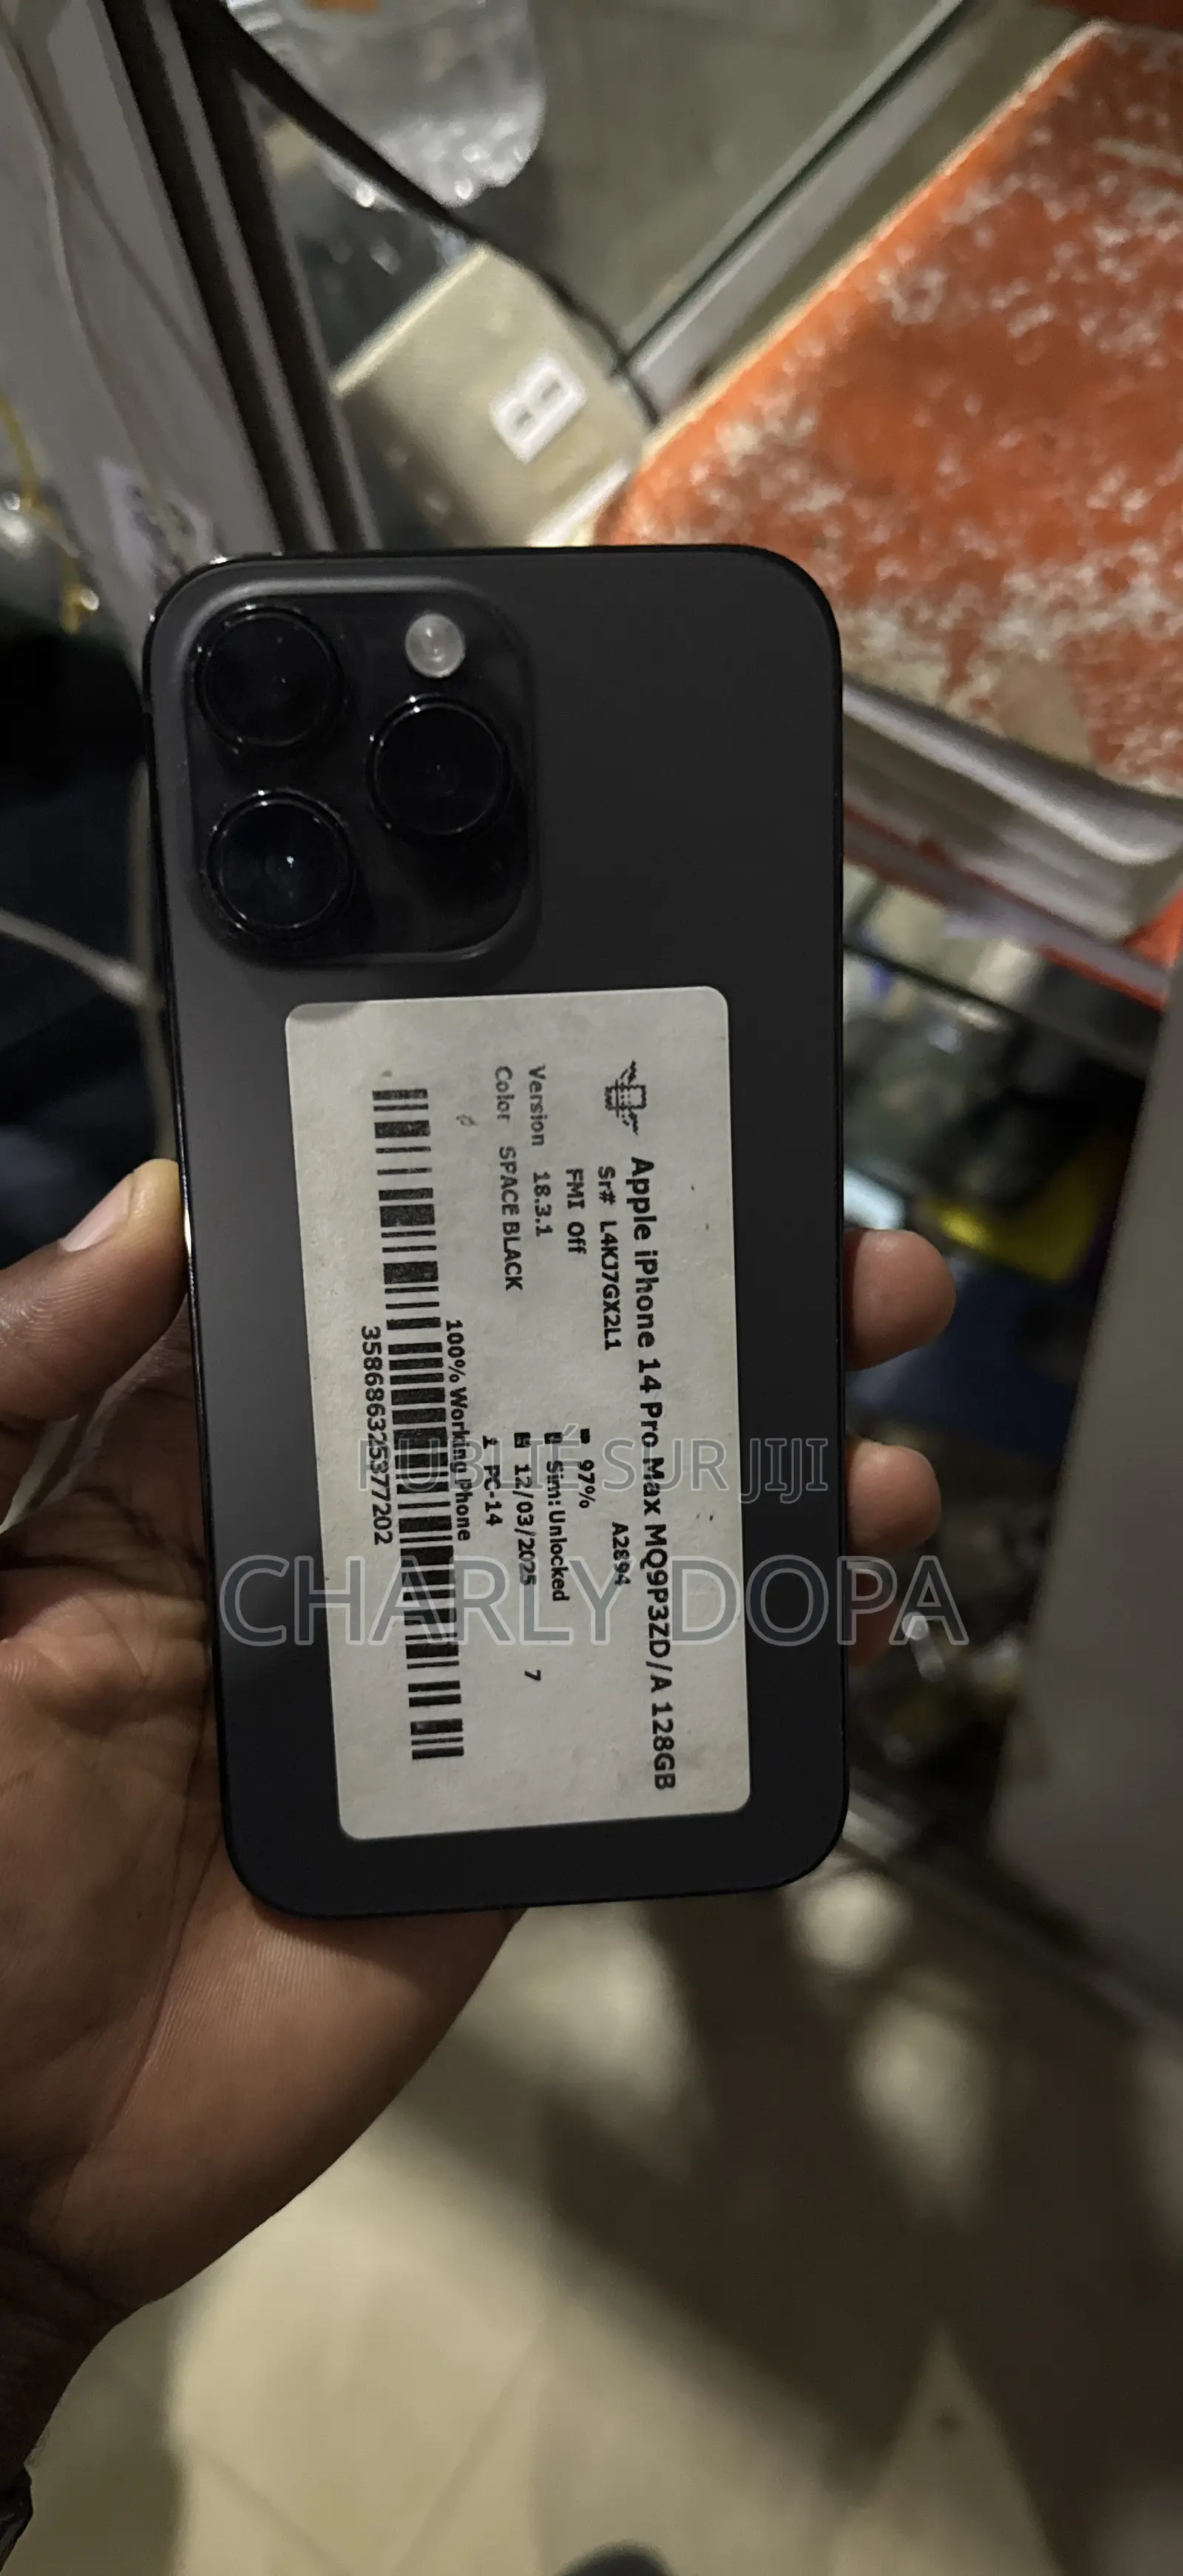 Apple iPhone 14 Pro Max MQ9P3ZD/A 128GB
Sr# L4KJ7GX2L1 A2894
FMI Off 97%
Version 18.3.1 Sim: Unlocked
Color SPACE BLACK 12/03/2025 7
PC-14
100% Working Phone
358686325377202
PUBLIÉ SUR JIJI
CHARLY DOPA